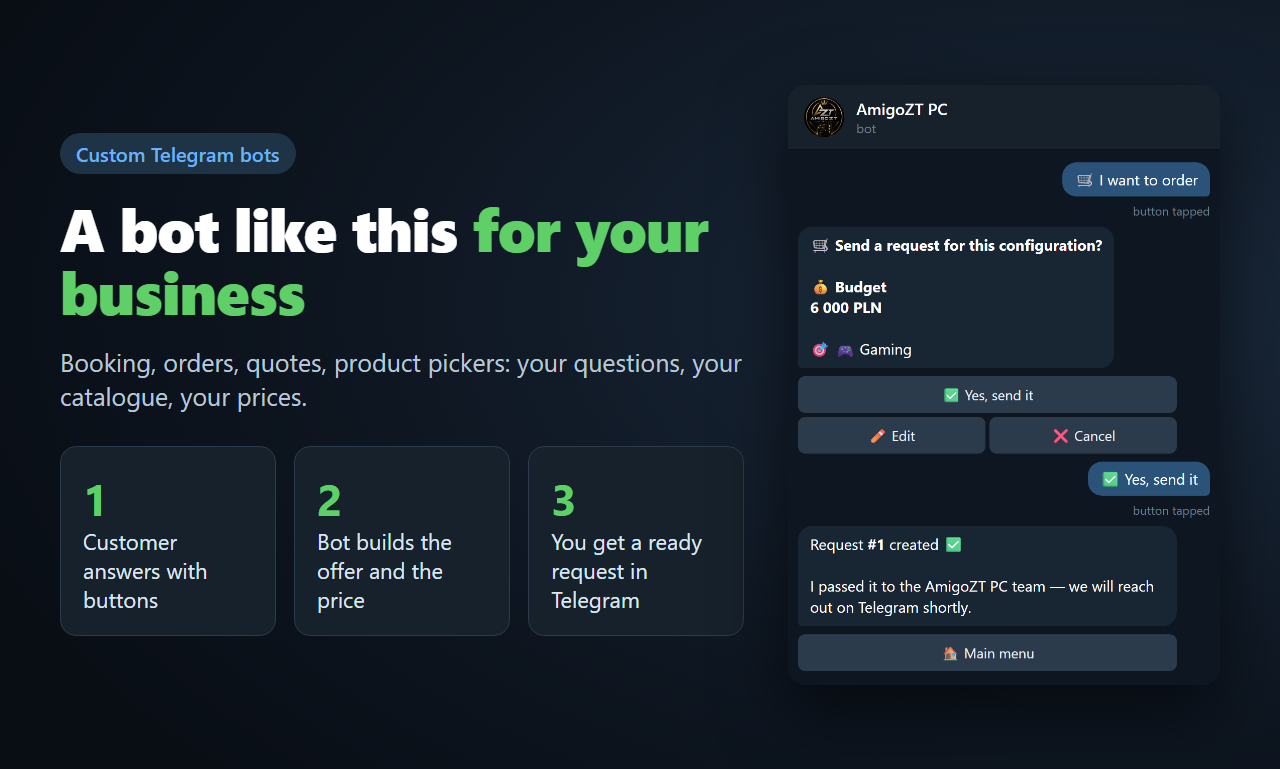 Custom Telegram bots
A bot like this for your
business
Booking, orders, quotes, product pickers: your questions, your
catalogue, your prices.
1
Customer
answers with
buttons
2
Bot builds the
offer and the
price
3
You get a ready
request in
Telegram
AZT
AMIGOZT
AmigoZT PC
bot
🛒 I want to order
button tapped
🛒 Send a request for this configuration?
💰 Budget
6 000 PLN
🎯 🎮 Gaming
✅ Yes, send it
✏️ Edit
❌ Cancel
✅ Yes, send it
button tapped
Request #1 created ✅
I passed it to the AmigoZT PC team — we will reach
out on Telegram shortly.
🏠 Main menu